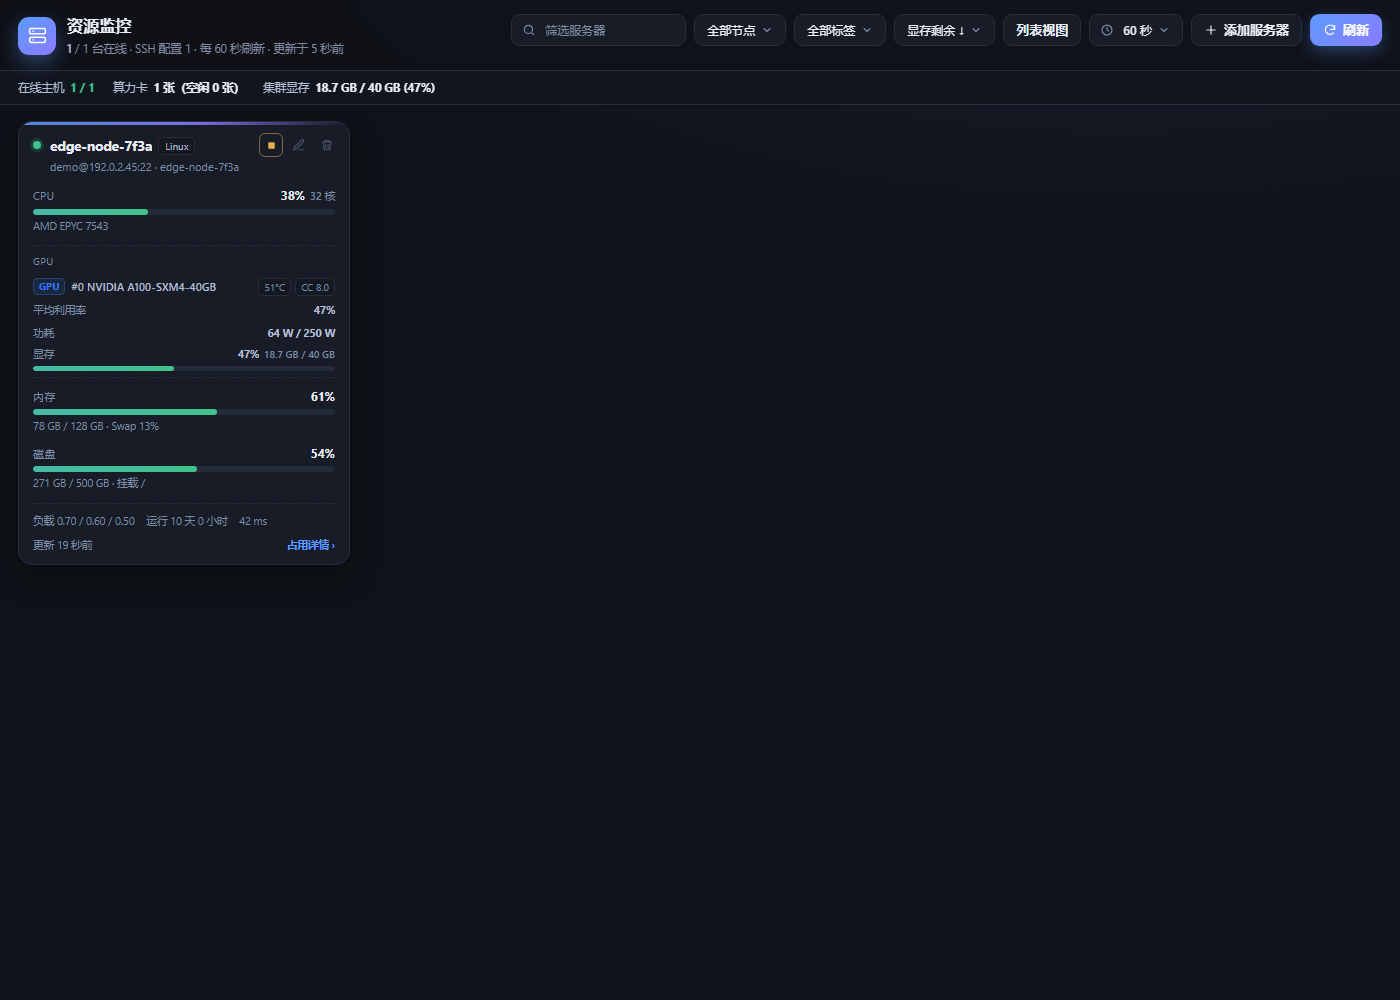 资源监控
1 / 1 台在线 · SSH 配置 1 · 每 60 秒刷新 · 更新于 5 秒前
筛选服务器
全部节点
全部标签
显存剩余 ↓
列表视图
60 秒
添加服务器
刷新
在线主机 1 / 1 算力卡 1 张 (空闲 0 张) 集群显存 18.7 GB / 40 GB (47%)
edge-node-7f3a Linux
demo@192.0.2.45:22 · edge-node-7f3a
CPU 38% 32 核
AMD EPYC 7543
GPU
GPU #0 NVIDIA A100-SXM4-40GB 51°C CC 8.0
平均利用率 47%
功耗 64 W / 250 W
显存 47% 18.7 GB / 40 GB
内存 61%
78 GB / 128 GB · Swap 13%
磁盘 54%
271 GB / 500 GB · 挂载 /
负载 0.70 / 0.60 / 0.50 运行 10 天 0 小时 42 ms
更新 19 秒前 占用详情 ›